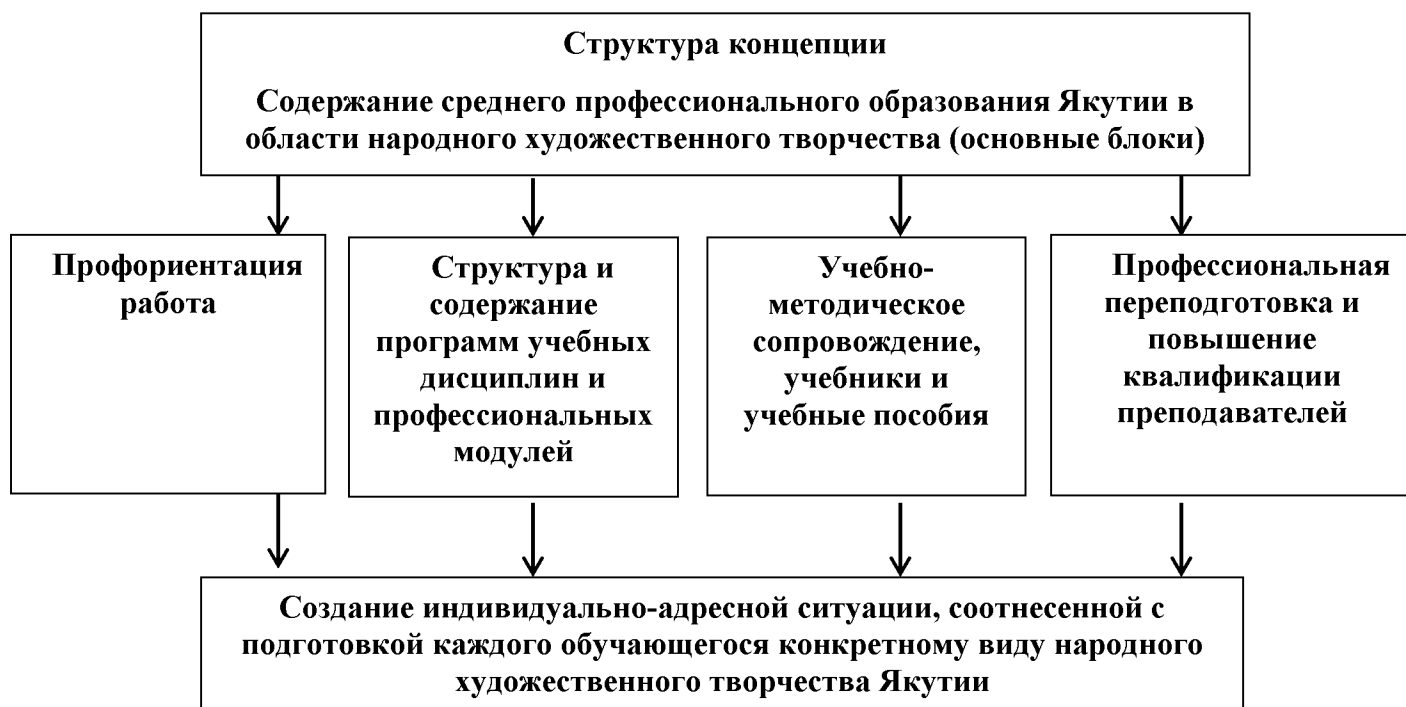 Структура концепции
Содержание среднего профессионального образования Якутии в
области народного художественного творчества (основные блоки)
Профориентация
работа
Структура и
содержание
программ учебных
дисциплин и
профессиональных
модулей
Учебно-
методическое
сопровождение,
учебники и
учебные пособия
Профессиональная
переподготовка и
повышение
квалификации
преподавателей
Создание индивидуально-адресной ситуации, соотнесенной с
подготовкой каждого обучающегося конкретному виду народного
художественного творчества Якутии